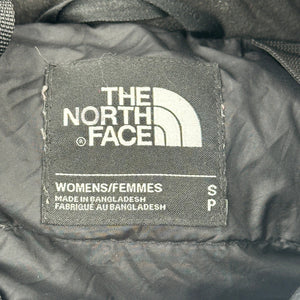 THE
NORTH
FACE
®
WOMENS/FEMMES S
MADE IN BANGLADESH P
FABRIQUÉ AU BANGLADESH